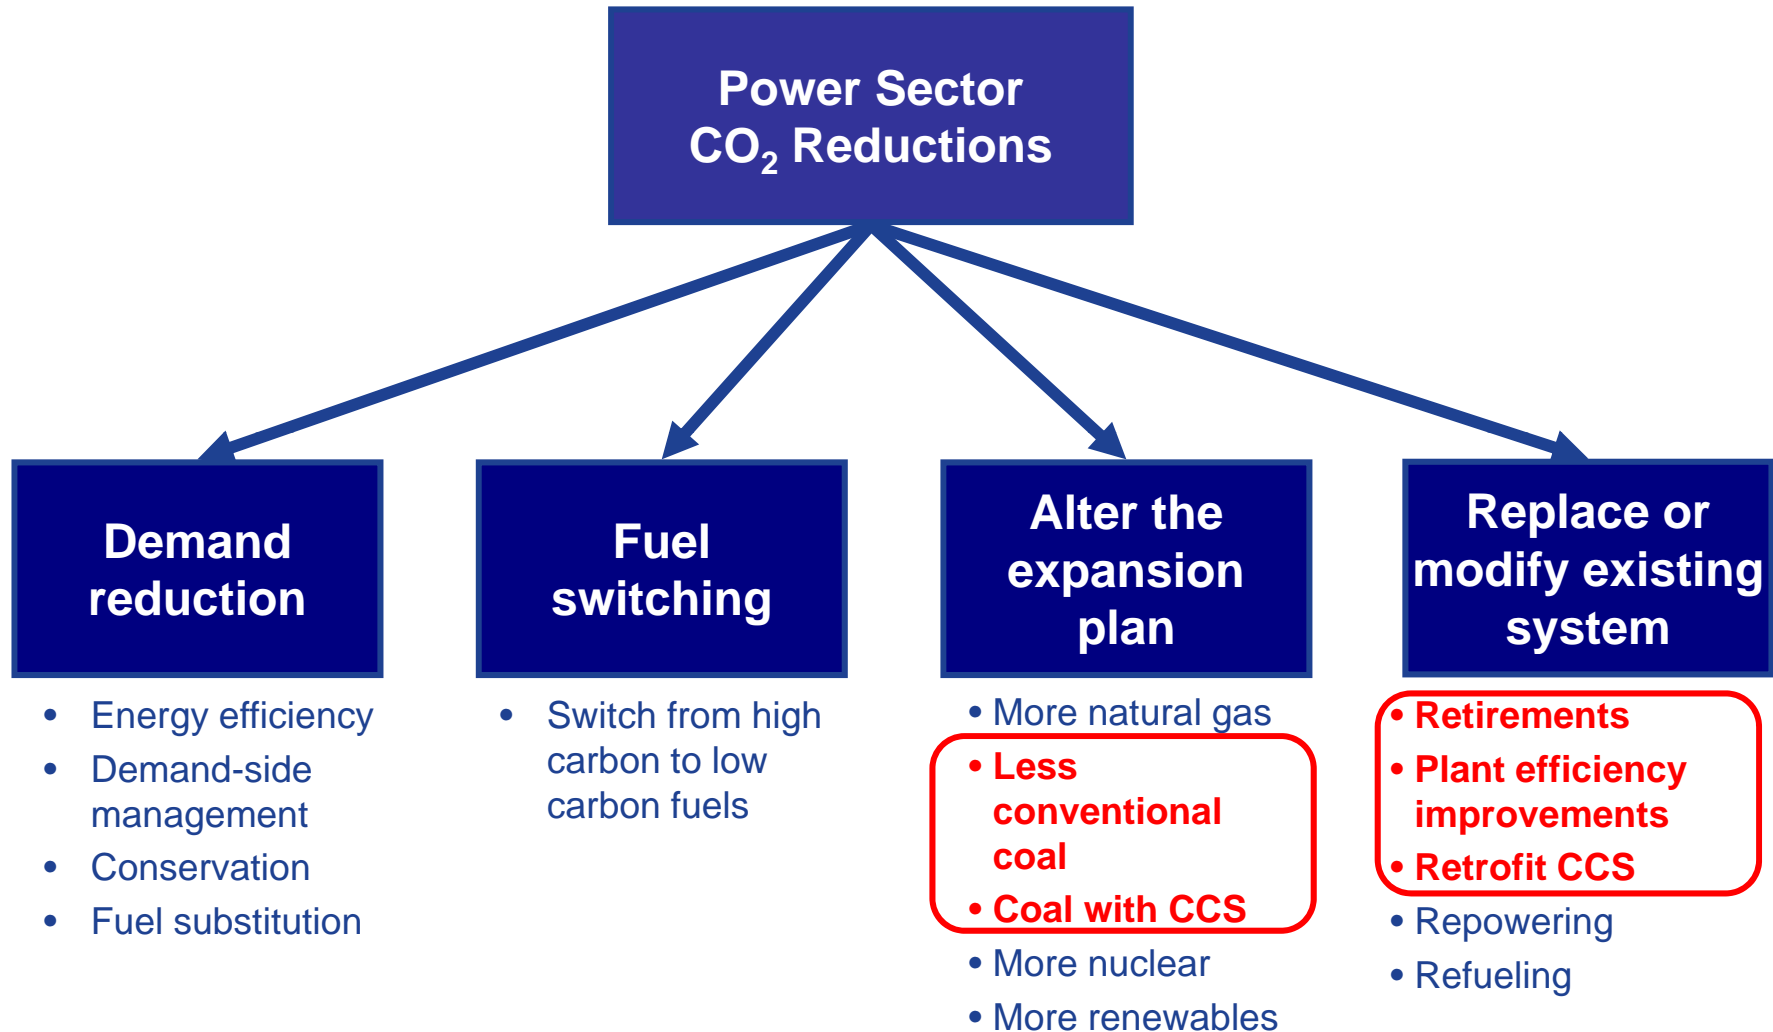 Power Sector
CO₂ Reductions
Demand
reduction
• Energy efficiency
• Demand-side
management
• Conservation
• Fuel substitution
Fuel
switching
• Switch from high
carbon to low
carbon fuels
Alter the
expansion
plan
• More natural gas
• Less
conventional
coal
• Coal with CCS
• More nuclear
• More renewables
Replace or
modify existing
system
• Retirements
• Plant efficiency
improvements
• Retrofit CCS
• Repowering
• Refueling